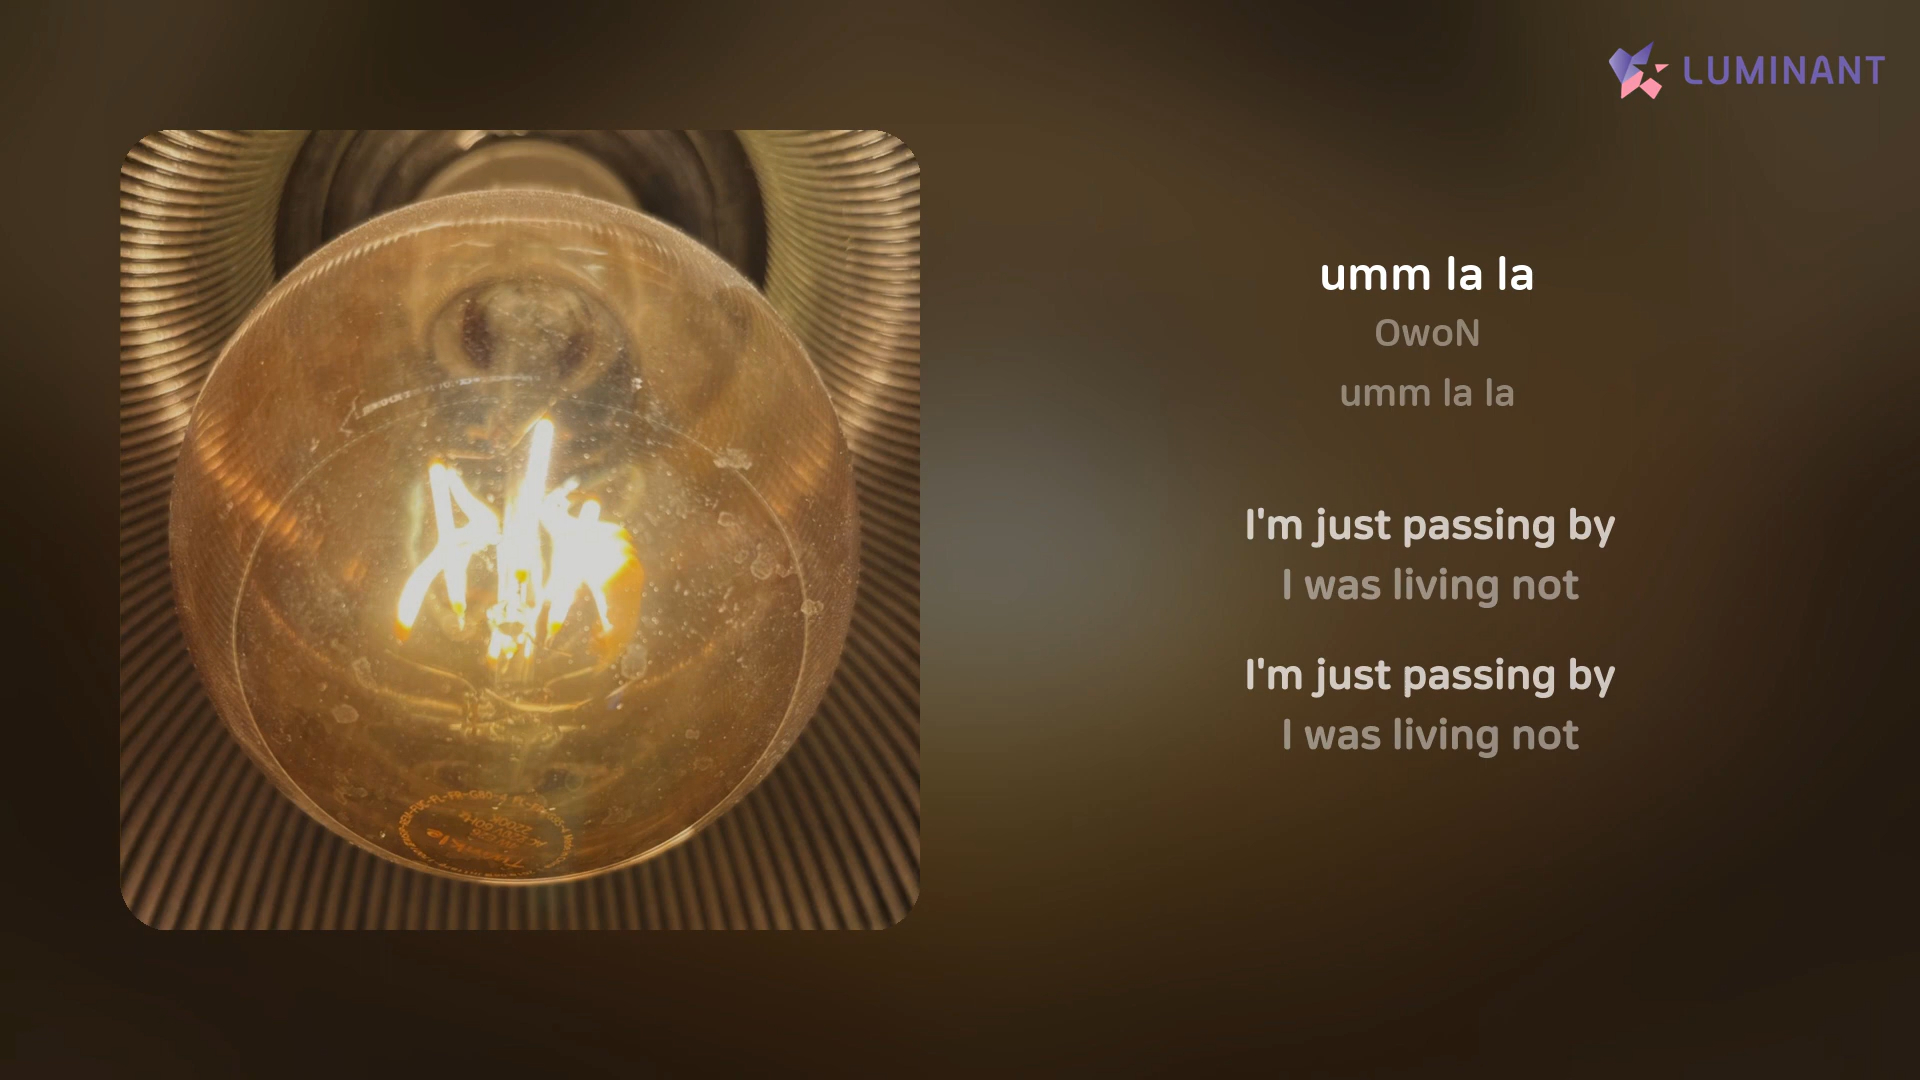 LUMINANT
umm la la
OwoN
umm la la
I'm just passing by
I was living not
I'm just passing by
I was living not